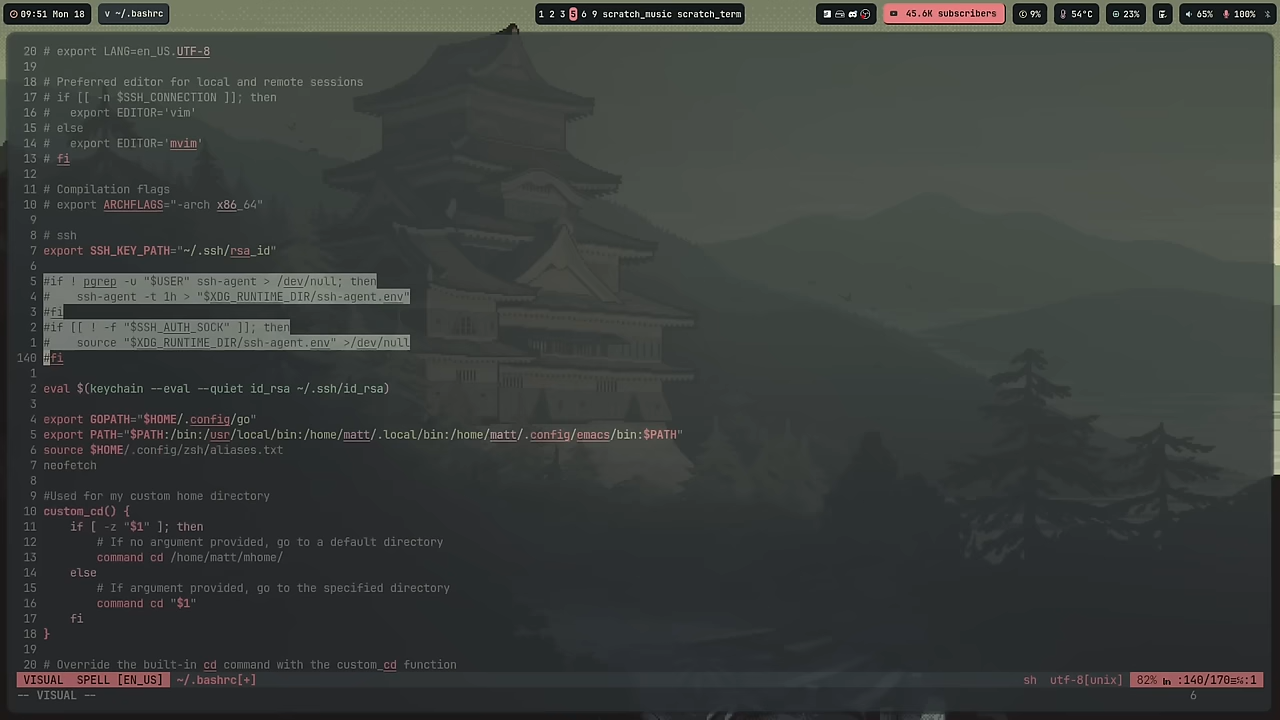 09:51 Mon 18 v ~/.bashrc 1 2 3 5 6 9 scratch_music scratch_term 45.6K subscribers 9% 54°C 23% 65% 100%
20 # export LANG=en_US.UTF-8
19
18 # Preferred editor for local and remote sessions
17 # if [[ -n $SSH_CONNECTION ]]; then
16 #   export EDITOR='vim'
15 # else
14 #   export EDITOR='mvim'
13 # fi
12
11 # Compilation flags
10 # export ARCHFLAGS="-arch x86_64"
9
8 # ssh
7 export SSH_KEY_PATH="~/.ssh/rsa_id"
6
5 #if ! pgrep -u "$USER" ssh-agent > /dev/null; then
4 #    ssh-agent -t 1h > "$XDG_RUNTIME_DIR/ssh-agent.env"
3 #fi
2 #if [[ ! -f "$SSH_AUTH_SOCK" ]]; then
1 #    source "$XDG_RUNTIME_DIR/ssh-agent.env" >/dev/null
140 #fi
1
2 eval $(keychain --eval --quiet id_rsa ~/.ssh/id_rsa)
3
4 export GOPATH="$HOME/.config/go"
5 export PATH="$PATH:/bin:/usr/local/bin:/home/matt/.local/bin:/home/matt/.config/emacs/bin:$PATH"
6 source $HOME/.config/zsh/aliases.txt
7 neofetch
8
9 #Used for my custom home directory
10 custom_cd() {
11     if [ -z "$1" ]; then
12         # If no argument provided, go to a default directory
13         command cd /home/matt/mhome/
14     else
15         # If argument provided, go to the specified directory
16         command cd "$1"
17     fi
18 }
19
20 # Override the built-in cd command with the custom_cd function
VISUAL SPELL [EN_US] ~/.bashrc[+] sh utf-8[unix] 82% ln :140/170≡%:1
-- VISUAL -- 6